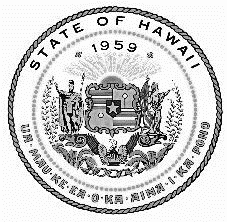 STATE OF HAWAII
1959
UA·MAU·KE·EA·O·KA·AINA·I·KA·PONO